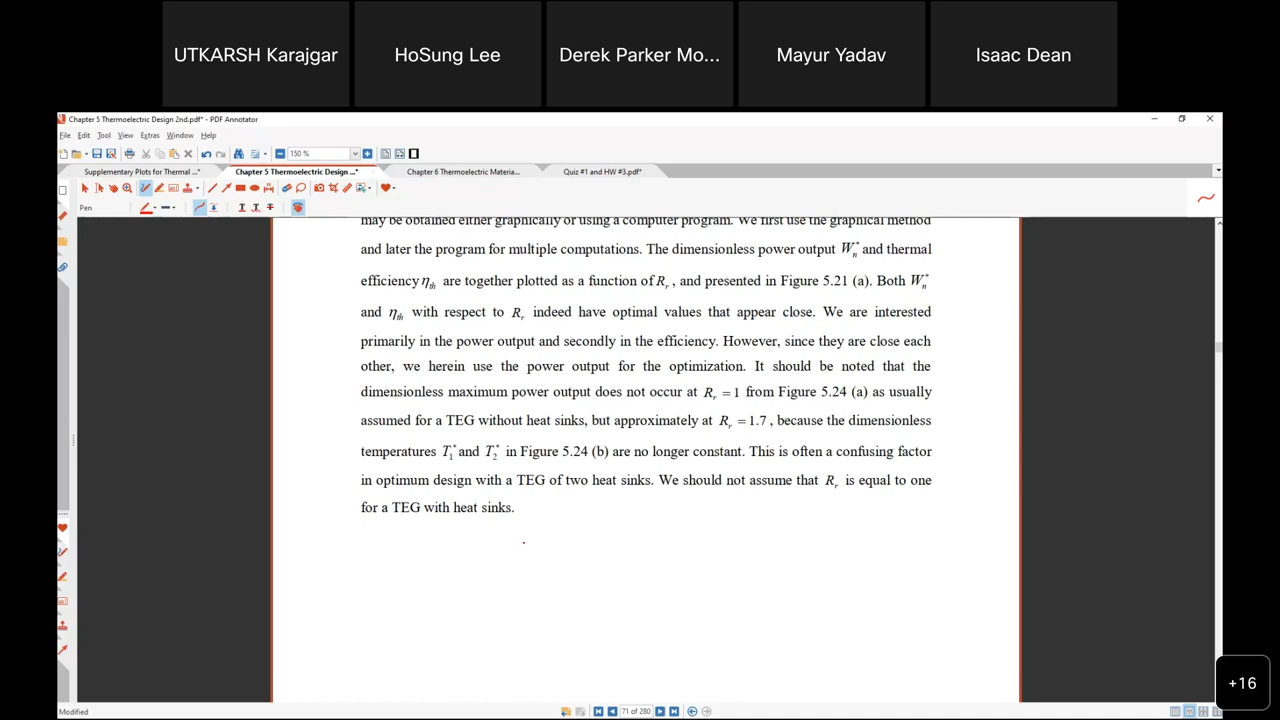 UTKARSH Karajgar
HoSung Lee
Derek Parker Mo...
Mayur Yadav
Isaac Dean
Chapter 5 Thermoelectric Design 2nd.pdf* - PDF Annotator
File Edit Tool View Extras Window Help
150 %
Supplementary Plots for Thermal ...* Chapter 5 Thermoelectric Design ...* Chapter 6 Thermoelectric Materia... Quiz #1 and HW #3.pdf*
Pen
may be obtained either graphically or using a computer program. We first use the graphical method
and later the program for multiple computations. The dimensionless power output Wn* and thermal
efficiency ηth are together plotted as a function of Rr, and presented in Figure 5.21 (a). Both Wn*
and ηth with respect to Rr indeed have optimal values that appear close. We are interested
primarily in the power output and secondly in the efficiency. However, since they are close each
other, we herein use the power output for the optimization. It should be noted that the
dimensionless maximum power output does not occur at Rr = 1 from Figure 5.24 (a) as usually
assumed for a TEG without heat sinks, but approximately at Rr = 1.7, because the dimensionless
temperatures T1* and T2* in Figure 5.24 (b) are no longer constant. This is often a confusing factor
in optimum design with a TEG of two heat sinks. We should not assume that Rr is equal to one
for a TEG with heat sinks.
+16
Modified
71 of 280